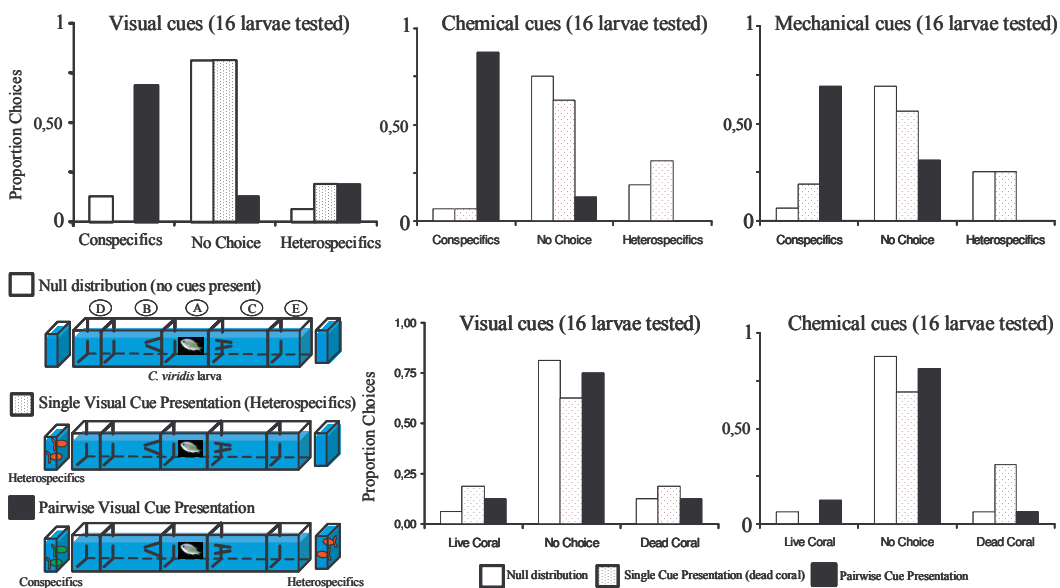 Visual cues (16 larvae tested)
Chemical cues (16 larvae tested)
Mechanical cues (16 larvae tested)
Proportion Choices
1
0,50
0
Conspecifics
No Choice
Heterospecifics
1
0,50
0
Conspecifics
No Choice
Heterospecifics
1
0,50
0
Conspecifics
No Choice
Heterospecifics
Null distribution (no cues present)
D B A C E
C. viridis larva
Single Visual Cue Presentation (Heterospecifics)
Heterospecifics
Pairwise Visual Cue Presentation
Conspecifics
Heterospecifics
Visual cues (16 larvae tested)
Proportion Choices
1,00
0,75
0,50
0,25
0,00
Live Coral
No Choice
Dead Coral
Chemical cues (16 larvae tested)
1
0,50
0
Live Coral
No Choice
Dead Coral
Null distribution
Single Cue Presentation (dead coral)
Pairwise Cue Presentation